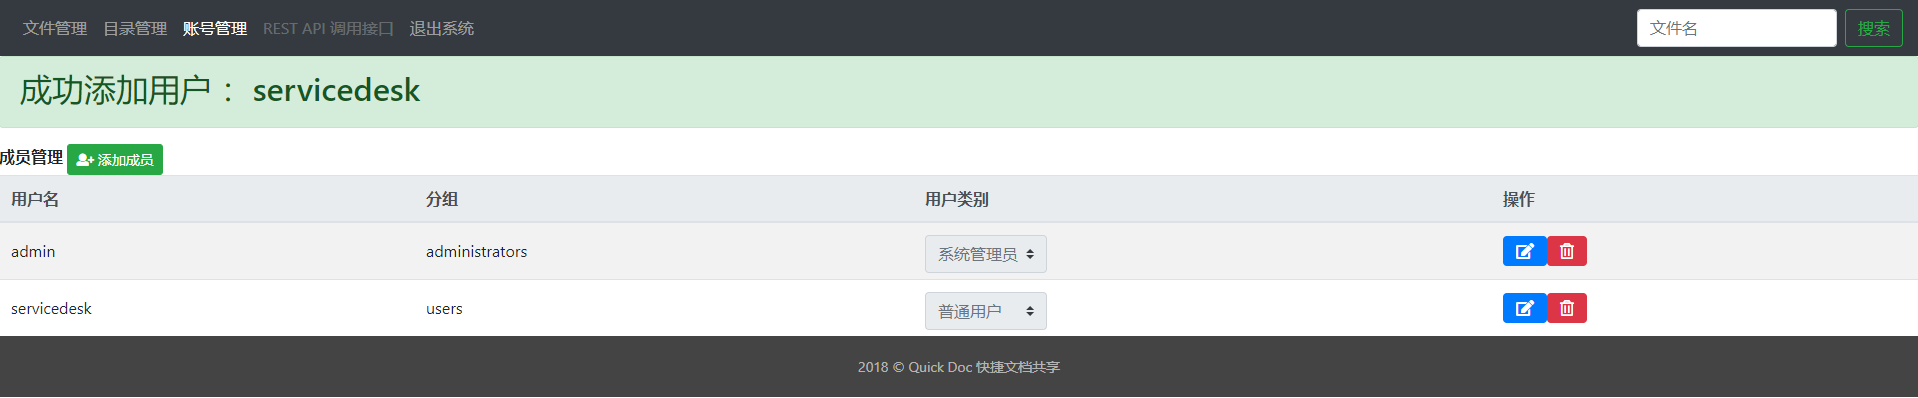 文件管理 目录管理 账号管理 REST API 调用接口 退出系统 文件名 搜索
成功添加用户 : servicedesk
成员管理 添加成员
用户名 分组 用户类别 操作
admin administrators 系统管理员
servicedesk users 普通用户
2018 © Quick Doc 快捷文档共享